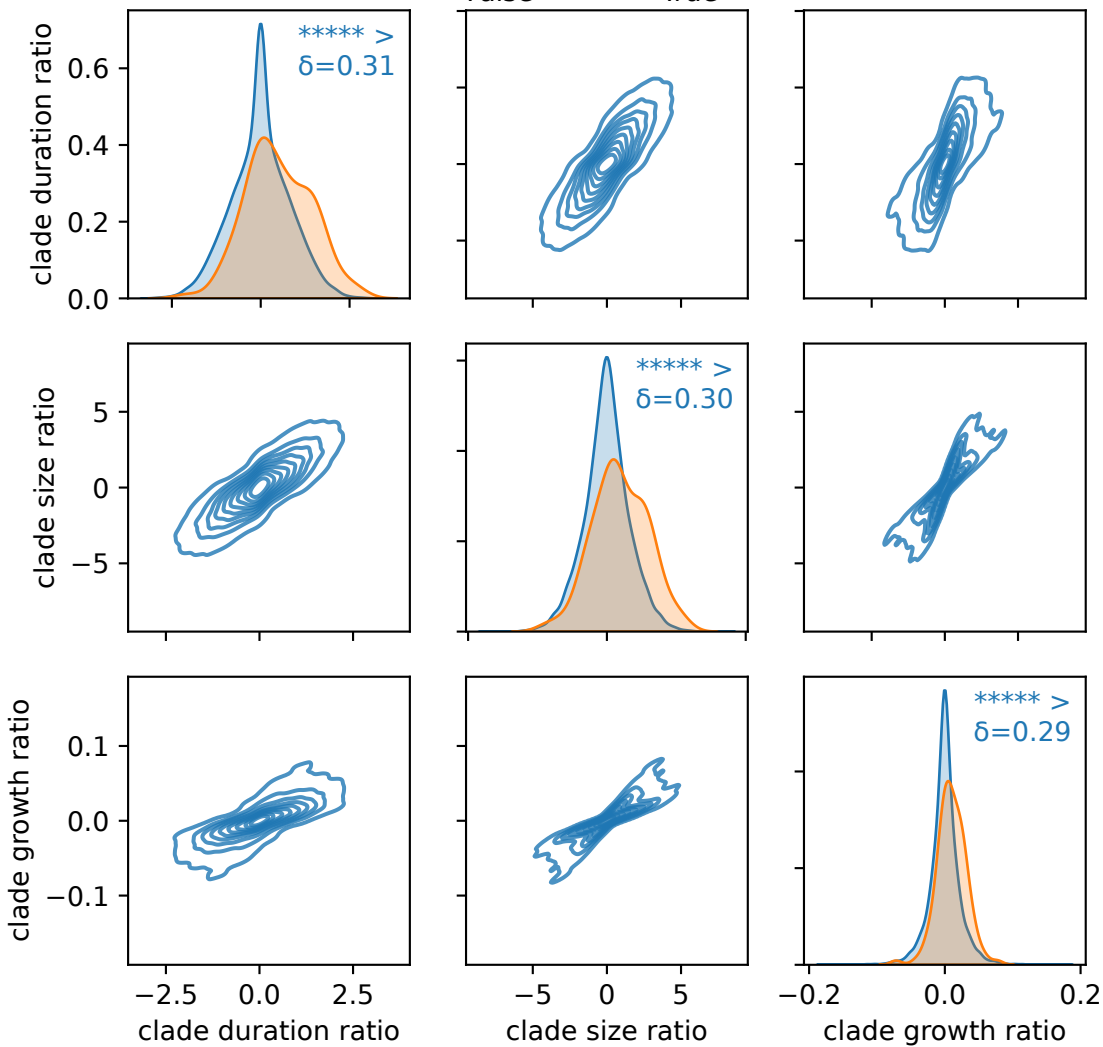 ***** >
δ=0.31
clade duration ratio
0.6
0.4
0.2
0.0
***** >
δ=0.30
clade size ratio
5
0
−5
***** >
δ=0.29
clade growth ratio
0.1
0.0
−0.1
−2.5 0.0 2.5
−5 0 5
−0.2 0.0 0.2
clade duration ratio
clade size ratio
clade growth ratio